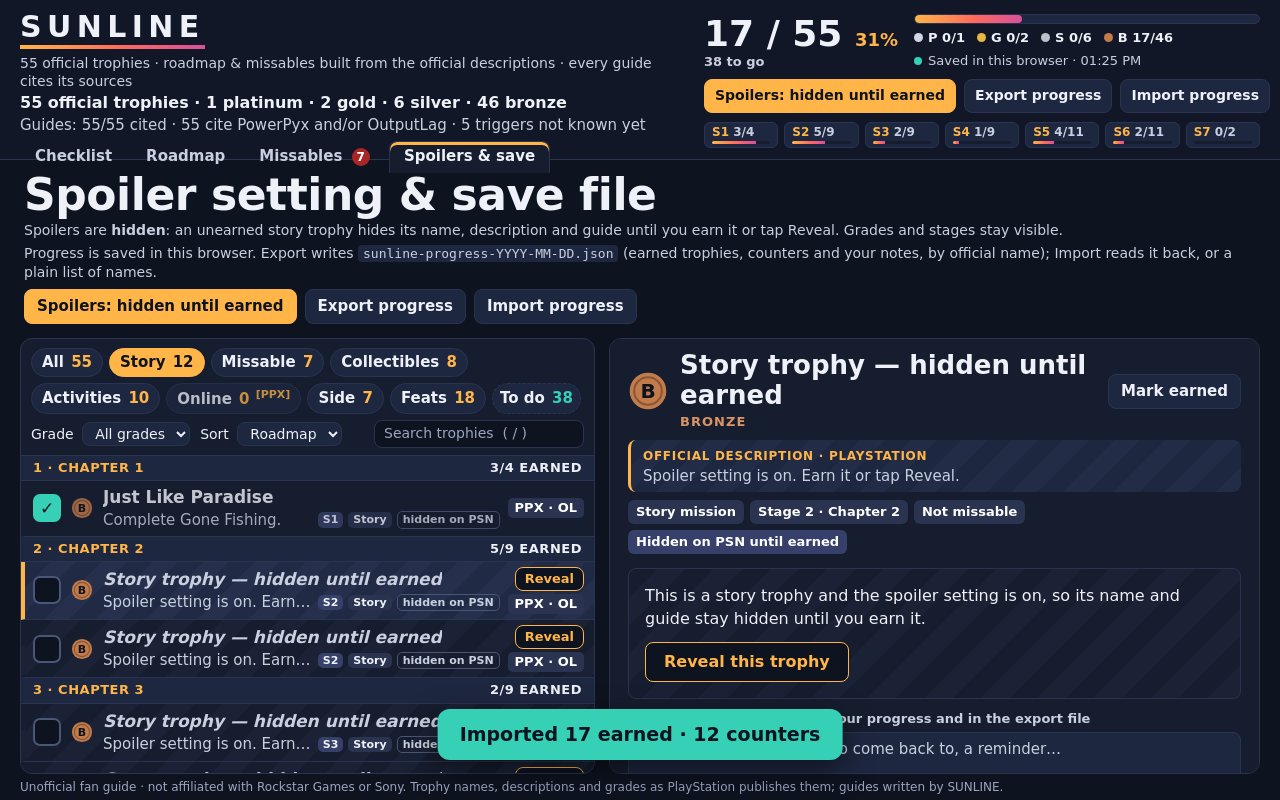 SUNLINE
55 official trophies · roadmap & missables built from the official descriptions · every guide
cites its sources
55 official trophies · 1 platinum · 2 gold · 6 silver · 46 bronze
Guides: 55/55 cited · 55 cite PowerPyx and/or OutputLag · 5 triggers not known yet
17 / 55 31%
38 to go
P 0/1 G 0/2 S 0/6 B 17/46
Saved in this browser · 01:25 PM
Spoilers: hidden until earned Export progress Import progress
S1 3/4 S2 5/9 S3 2/9 S4 1/9 S5 4/11 S6 2/11 S7 0/2
Checklist Roadmap Missables 7 Spoilers & save
Spoiler setting & save file
Spoilers are hidden: an unearned story trophy hides its name, description and guide until you earn it or tap Reveal. Grades and stages stay visible.
Progress is saved in this browser. Export writes sunline-progress-YYYY-MM-DD.json (earned trophies, counters and your notes, by official name); Import reads it back, or a
plain list of names.
Spoilers: hidden until earned Export progress Import progress
All 55 Story 12 Missable 7 Collectibles 8
Activities 10 Online 0 [PPX] Side 7 Feats 18 To do 38
Grade All grades Sort Roadmap Search trophies ( / )
1 · CHAPTER 1 3/4 EARNED
✓ B Just Like Paradise
Complete Gone Fishing. S1 Story hidden on PSN PPX · OL
2 · CHAPTER 2 5/9 EARNED
B Story trophy — hidden until earned Reveal
Spoiler setting is on. Earn... S2 Story hidden on PSN PPX · OL
B Story trophy — hidden until earned Reveal
Spoiler setting is on. Earn... S2 Story hidden on PSN PPX · OL
3 · CHAPTER 3 2/9 EARNED
B Story trophy — hidden until earned
Spoiler setting is on. Earn... S3 Story
B Story trophy — hidden until
earned
BRONZE
Mark earned
OFFICIAL DESCRIPTION · PLAYSTATION
Spoiler setting is on. Earn it or tap Reveal.
Story mission Stage 2 · Chapter 2 Not missable
Hidden on PSN until earned
This is a story trophy and the spoiler setting is on, so its name and
guide stay hidden until you earn it.
Reveal this trophy
progress and in the export file
come back to, a reminder…
Imported 17 earned · 12 counters
Unofficial fan guide · not affiliated with Rockstar Games or Sony. Trophy names, descriptions and grades as PlayStation publishes them; guides written by SUNLINE.